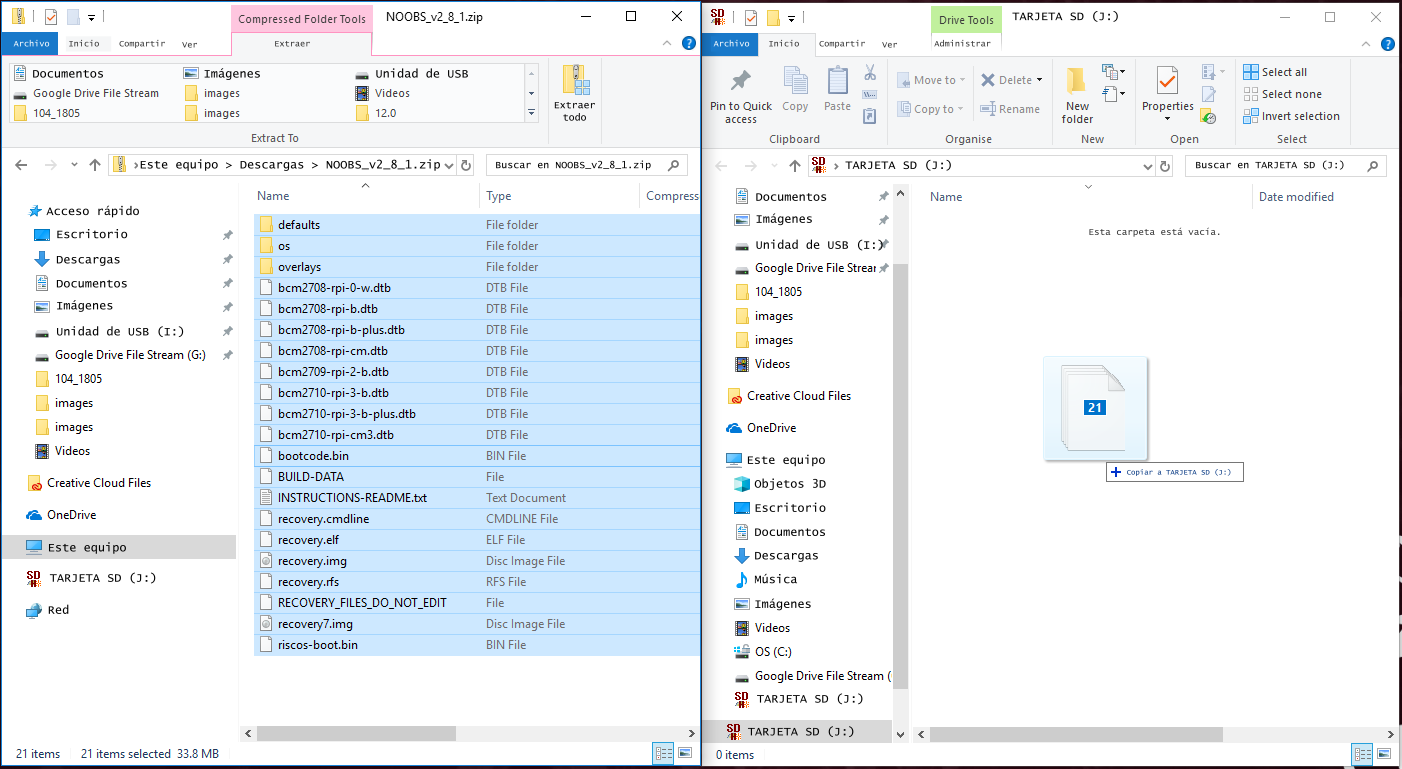 Compressed Folder Tools
NOOBS_v2_8_1.zip
Archivo
Inicio
Compartir
Ver
Extraer
Documentos
Imágenes
Unidad de USB
Google Drive File Stream
images
Videos
104_1805
images
12.0
Extraer
todo
Extract To
Este equipo > Descargas > NOOBS_v2_8_1.zip
Buscar en NOOBS_v2_8_1.zip
Name
Type
Compress
Acceso rápido
Escritorio
Descargas
Documentos
Imágenes
Unidad de USB (I:)
Google Drive File Stream (G:)
104_1805
images
images
Videos
Creative Cloud Files
OneDrive
Este equipo
TARJETA SD (J:)
Red
defaults File folder
os File folder
overlays File folder
bcm2708-rpi-0-w.dtb DTB File
bcm2708-rpi-b.dtb DTB File
bcm2708-rpi-b-plus.dtb DTB File
bcm2708-rpi-cm.dtb DTB File
bcm2709-rpi-2-b.dtb DTB File
bcm2710-rpi-3-b.dtb DTB File
bcm2710-rpi-3-b-plus.dtb DTB File
bcm2710-rpi-cm3.dtb DTB File
bootcode.bin BIN File
BUILD-DATA File
INSTRUCTIONS-README.txt Text Document
recovery.cmdline CMDLINE File
recovery.elf ELF File
recovery.img Disc Image File
recovery.rfs RFS File
RECOVERY_FILES_DO_NOT_EDIT File
recovery7.img Disc Image File
riscos-boot.bin BIN File
21 items 21 items selected 33.8 MB
Drive Tools
TARJETA SD (J:)
Archivo
Inicio
Compartir
Ver
Administrar
Pin to Quick
access
Copy
Paste
Clipboard
Move to
Copy to
Delete
Rename
Organise
New
folder
New
Properties
Open
Select all
Select none
Invert selection
Select
TARJETA SD (J:)
Buscar en TARJETA SD (J:)
Name
Date modified
Esta carpeta está vacía.
Documentos
Imágenes
Unidad de USB (I:)
Google Drive File Strear
104_1805
images
images
Videos
Creative Cloud Files
OneDrive
Este equipo
Objetos 3D
Escritorio
Documentos
Descargas
Música
Imágenes
Videos
OS (C:)
Google Drive File Stream (
TARJETA SD (J:)
TARJETA SD (J:)
21
Copiar a TARJETA SD (J:)
0 items